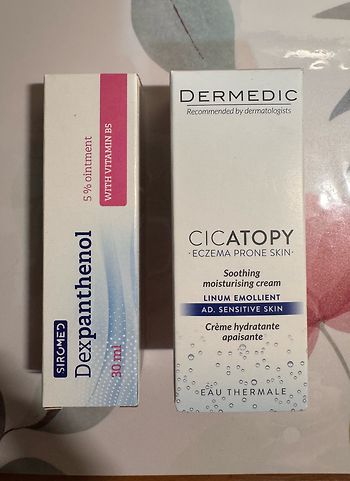 SIROMED
Dexpanthenol
5% ointment
WITH VITAMIN B5
30 ml
DERMEDIC
Recommended by dermatologists
CICATOPY
·ECZEMA PRONE SKIN·
Soothing
moisturising cream
LINUM EMOLLIENT
AD. SENSITIVE SKIN
Crème hydratante
apaisante
EAU THERMALE